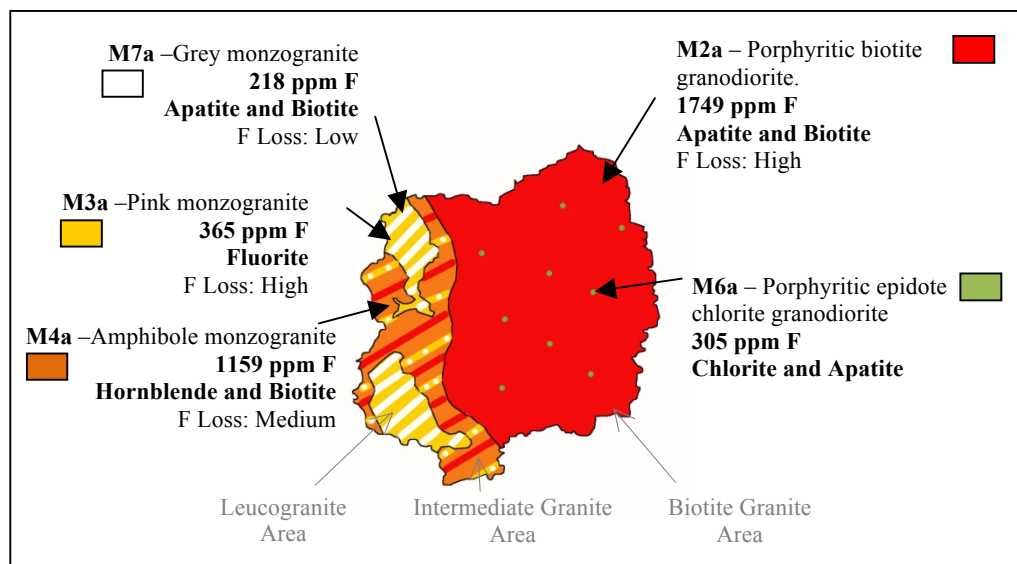 M7a –Grey monzogranite
218 ppm F
Apatite and Biotite
F Loss: Low
M2a – Porphyritic biotite
granodiorite.
1749 ppm F
Apatite and Biotite
F Loss: High
M3a –Pink monzogranite
365 ppm F
Fluorite
F Loss: High
M6a – Porphyritic epidote
chlorite granodiorite
305 ppm F
Chlorite and Apatite
M4a –Amphibole monzogranite
1159 ppm F
Hornblende and Biotite
F Loss: Medium
Leucogranite
Area
Intermediate Granite
Area
Biotite Granite
Area